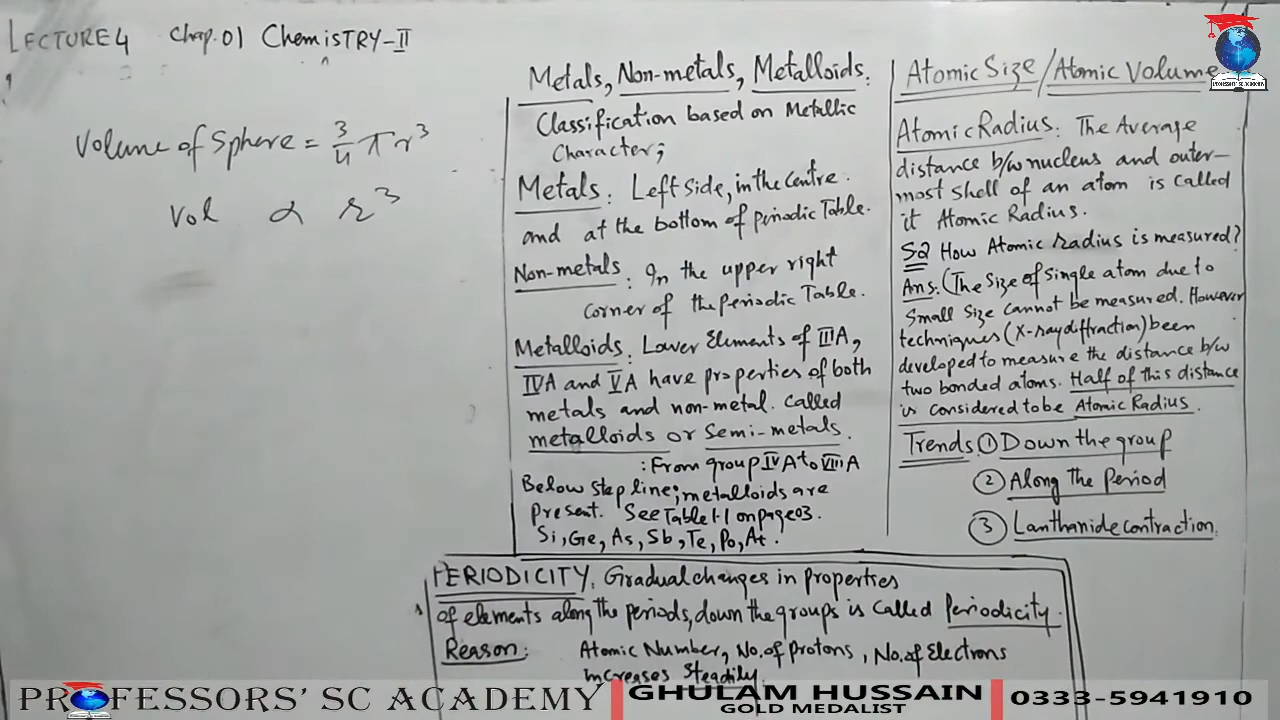 LECTURE 4 Chap. 01 ChemisTRY-II
Volume of Sphere = 3/4 π r³
Vol ∝ r³
Metals, Non-metals, Metalloids.
Classification based on Metallic
Character;
Metals: Left side, in the Centre.
and at the bottom of periodic Table.
Non-metals: In the upper right
corner of the Periodic Table.
Metalloids: Lower Elements of IIIA,
IVA and VA have properties of both
metals and non-metal. Called
metalloids or Semi-metals.
: From group IVA to VIIIA
Below step line; metalloids are
Present. See Table 1.1 on page 03.
Si, Ge, As, Sb, Te, Po, At.
Atomic Size/Atomic Volume
Atomic Radius: The Average
distance b/w nucleus and outer-
most shell of an atom is called
it Atomic Radius.
SQ How Atomic radius is measured?
Ans: (The Size of Single atom due to
Small Size cannot be measured. However
techniques (X-ray diffraction) been
developed to measure the distance b/w
two bonded atoms. Half of this distance
is considered to be Atomic Radius.
Trends ① Down the group
② Along The Period
③ Lanthanide contraction.
PERIODICITY. Gradual changes in properties
of elements along the periods, down the groups is called Periodicity.
Reason: Atomic Number, No. of protons, No. of Electrons
increases Steadily.
PROFESSORS' SC ACADEMY
GHULAM HUSSAIN
GOLD MEDALIST
0333-5941910
PROFESSORS' SC ACADEMY